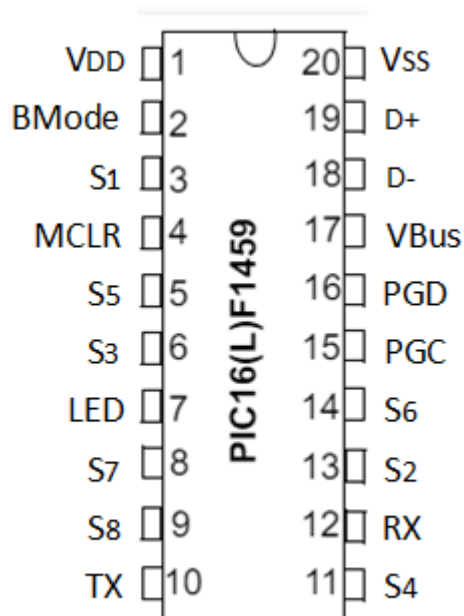 VDD 1 20 VSS
BMode 2 19 D+
S1 3 18 D-
MCLR 4 17 VBus
S5 5 16 PGD
S3 6 15 PGC
LED 7 14 S6
S7 8 13 S2
S8 9 12 RX
TX 10 11 S4
PIC16(L)F1459